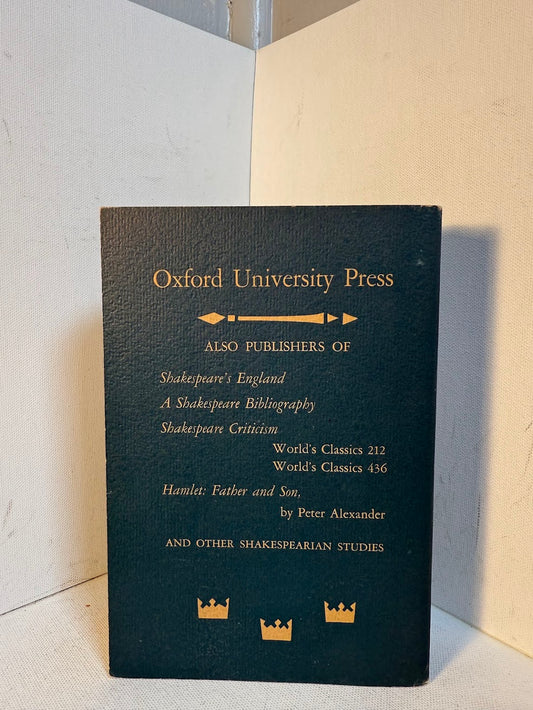 Oxford University Press
ALSO PUBLISHERS OF
Shakespeare's England
A Shakespeare Bibliography
Shakespeare Criticism
World's Classics 212
World's Classics 436
Hamlet: Father and Son,
by Peter Alexander
AND OTHER SHAKESPEARIAN STUDIES